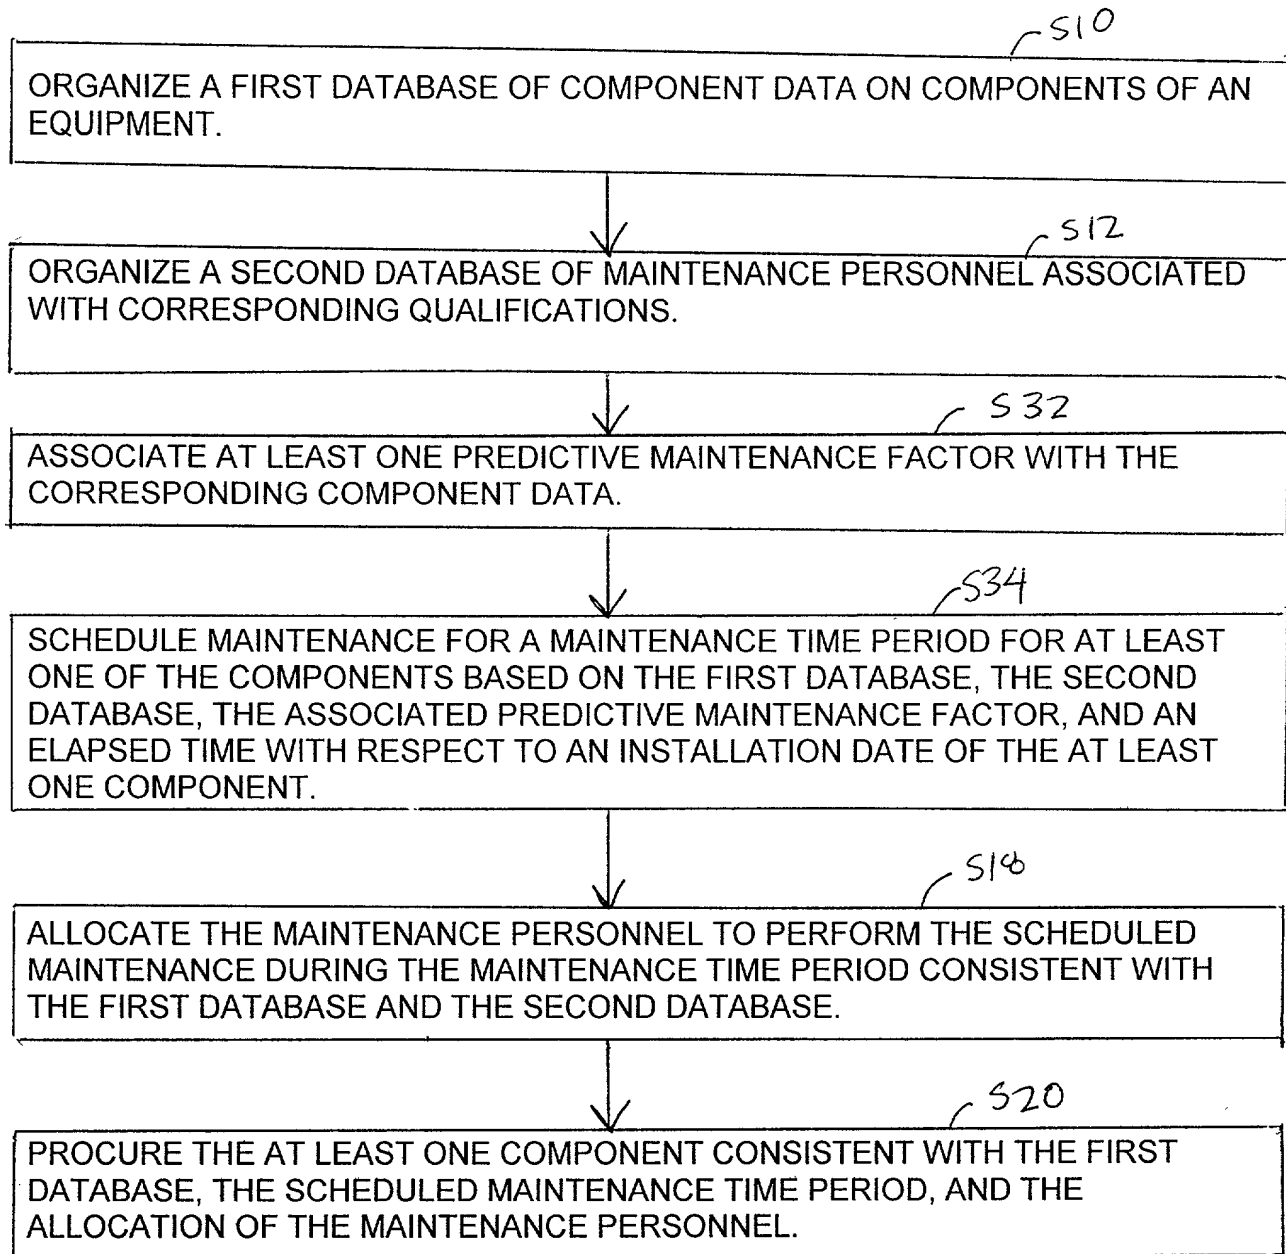 S10
ORGANIZE A FIRST DATABASE OF COMPONENT DATA ON COMPONENTS OF AN
EQUIPMENT.
S12
ORGANIZE A SECOND DATABASE OF MAINTENANCE PERSONNEL ASSOCIATED
WITH CORRESPONDING QUALIFICATIONS.
S32
ASSOCIATE AT LEAST ONE PREDICTIVE MAINTENANCE FACTOR WITH THE
CORRESPONDING COMPONENT DATA.
S34
SCHEDULE MAINTENANCE FOR A MAINTENANCE TIME PERIOD FOR AT LEAST
ONE OF THE COMPONENTS BASED ON THE FIRST DATABASE, THE SECOND
DATABASE, THE ASSOCIATED PREDICTIVE MAINTENANCE FACTOR, AND AN
ELAPSED TIME WITH RESPECT TO AN INSTALLATION DATE OF THE AT LEAST
ONE COMPONENT.
S18
ALLOCATE THE MAINTENANCE PERSONNEL TO PERFORM THE SCHEDULED
MAINTENANCE DURING THE MAINTENANCE TIME PERIOD CONSISTENT WITH
THE FIRST DATABASE AND THE SECOND DATABASE.
S20
PROCURE THE AT LEAST ONE COMPONENT CONSISTENT WITH THE FIRST
DATABASE, THE SCHEDULED MAINTENANCE TIME PERIOD, AND THE
ALLOCATION OF THE MAINTENANCE PERSONNEL.